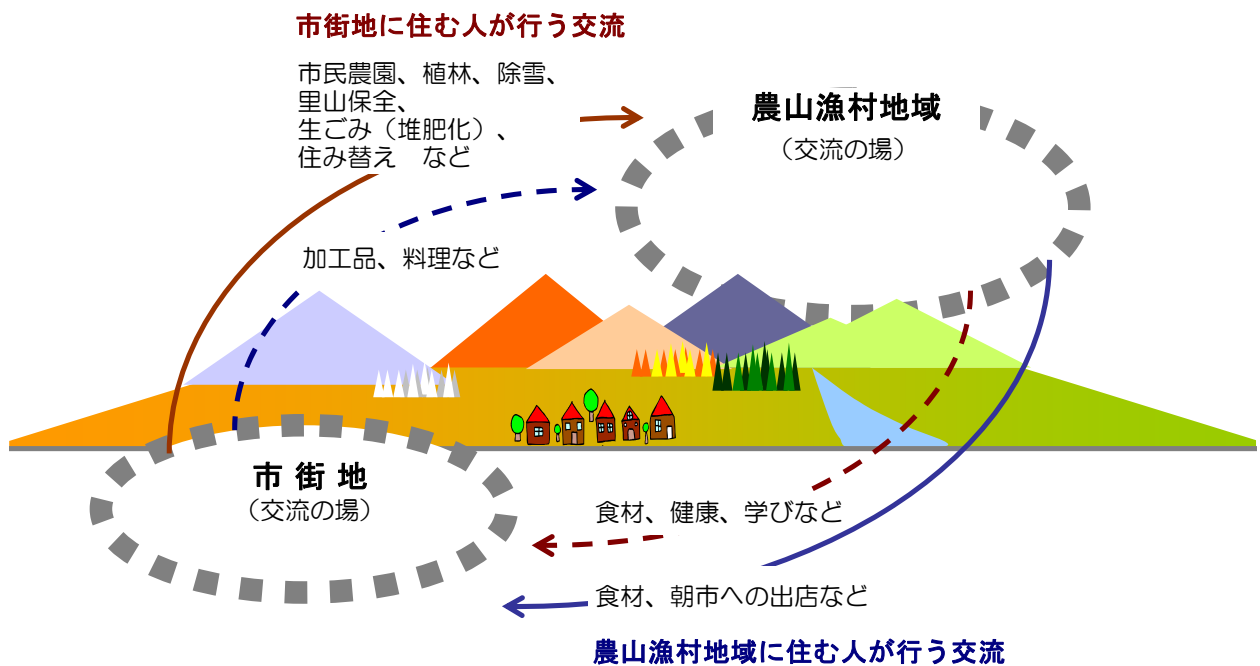 市街地に住む人が行う交流
市民農園、植林、除雪、
里山保全、
生ごみ（堆肥化）、
住み替え　など
農山漁村地域
（交流の場）
加工品、料理など
市 街 地
（交流の場）
食材、健康、学びなど
食材、朝市への出店など
農山漁村地域に住む人が行う交流